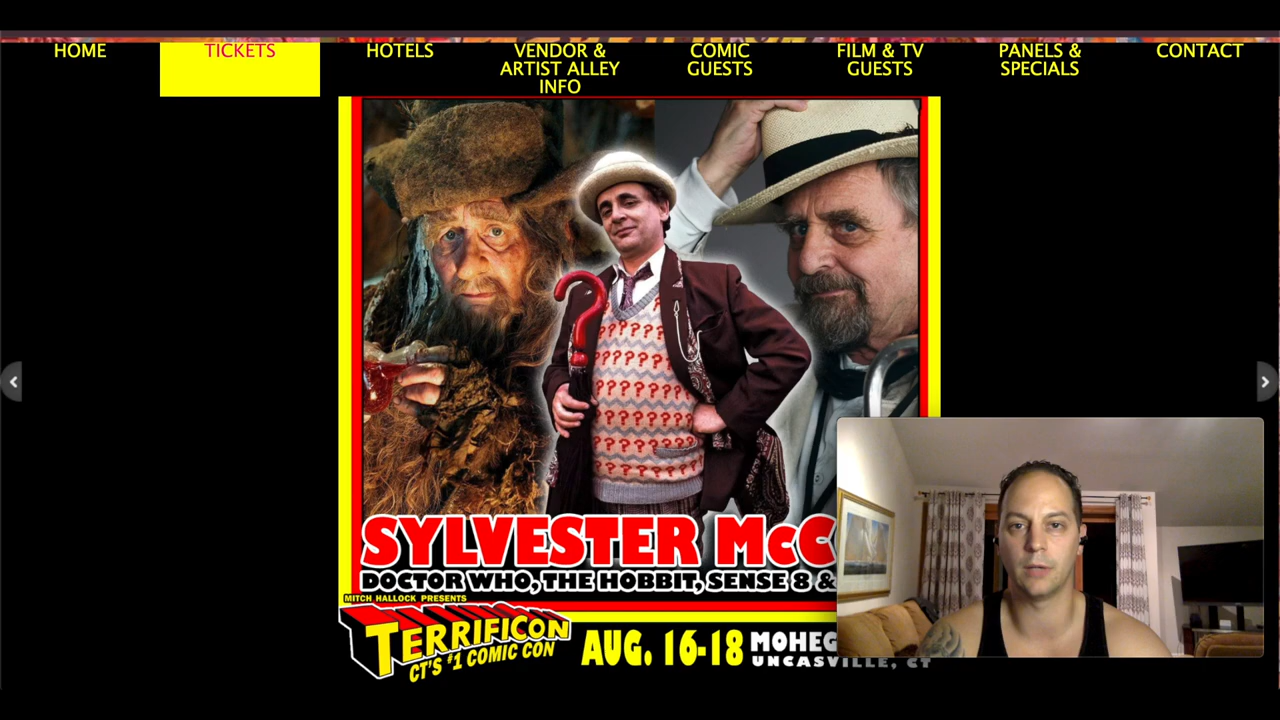 HOME
TICKETS
HOTELS
VENDOR &
ARTIST ALLEY
INFO
COMIC
GUESTS
FILM & TV
GUESTS
PANELS &
SPECIALS
CONTACT
SYLVESTER McC
DOCTOR WHO, THE HOBBIT, SENSE 8 &
MITCH HALLOCK PRESENTS
TERRIFICON
CT'S #1 COMIC CON
AUG. 16-18
MOHEG
UNCASVILLE, CT